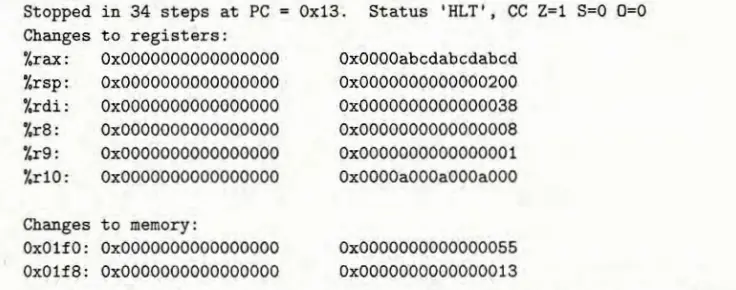 Stopped in 34 steps at PC = 0x13. Status 'HLT', CC Z=1 S=0 O=0
Changes to registers:
%rax: 0x0000000000000000 0x0000abcdabcdabcd
%rsp: 0x0000000000000000 0x0000000000000200
%rdi: 0x0000000000000000 0x0000000000000038
%r8: 0x0000000000000000 0x0000000000000008
%r9: 0x0000000000000000 0x0000000000000001
%r10: 0x0000000000000000 0x0000a000a000a000
Changes to memory:
0x01f0: 0x0000000000000000 0x0000000000000055
0x01f8: 0x0000000000000000 0x0000000000000013